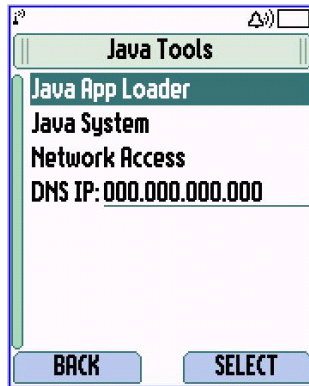 Java Tools
Java App Loader
Java System
Network Access
DNS IP: 000.000.000.000
BACK SELECT